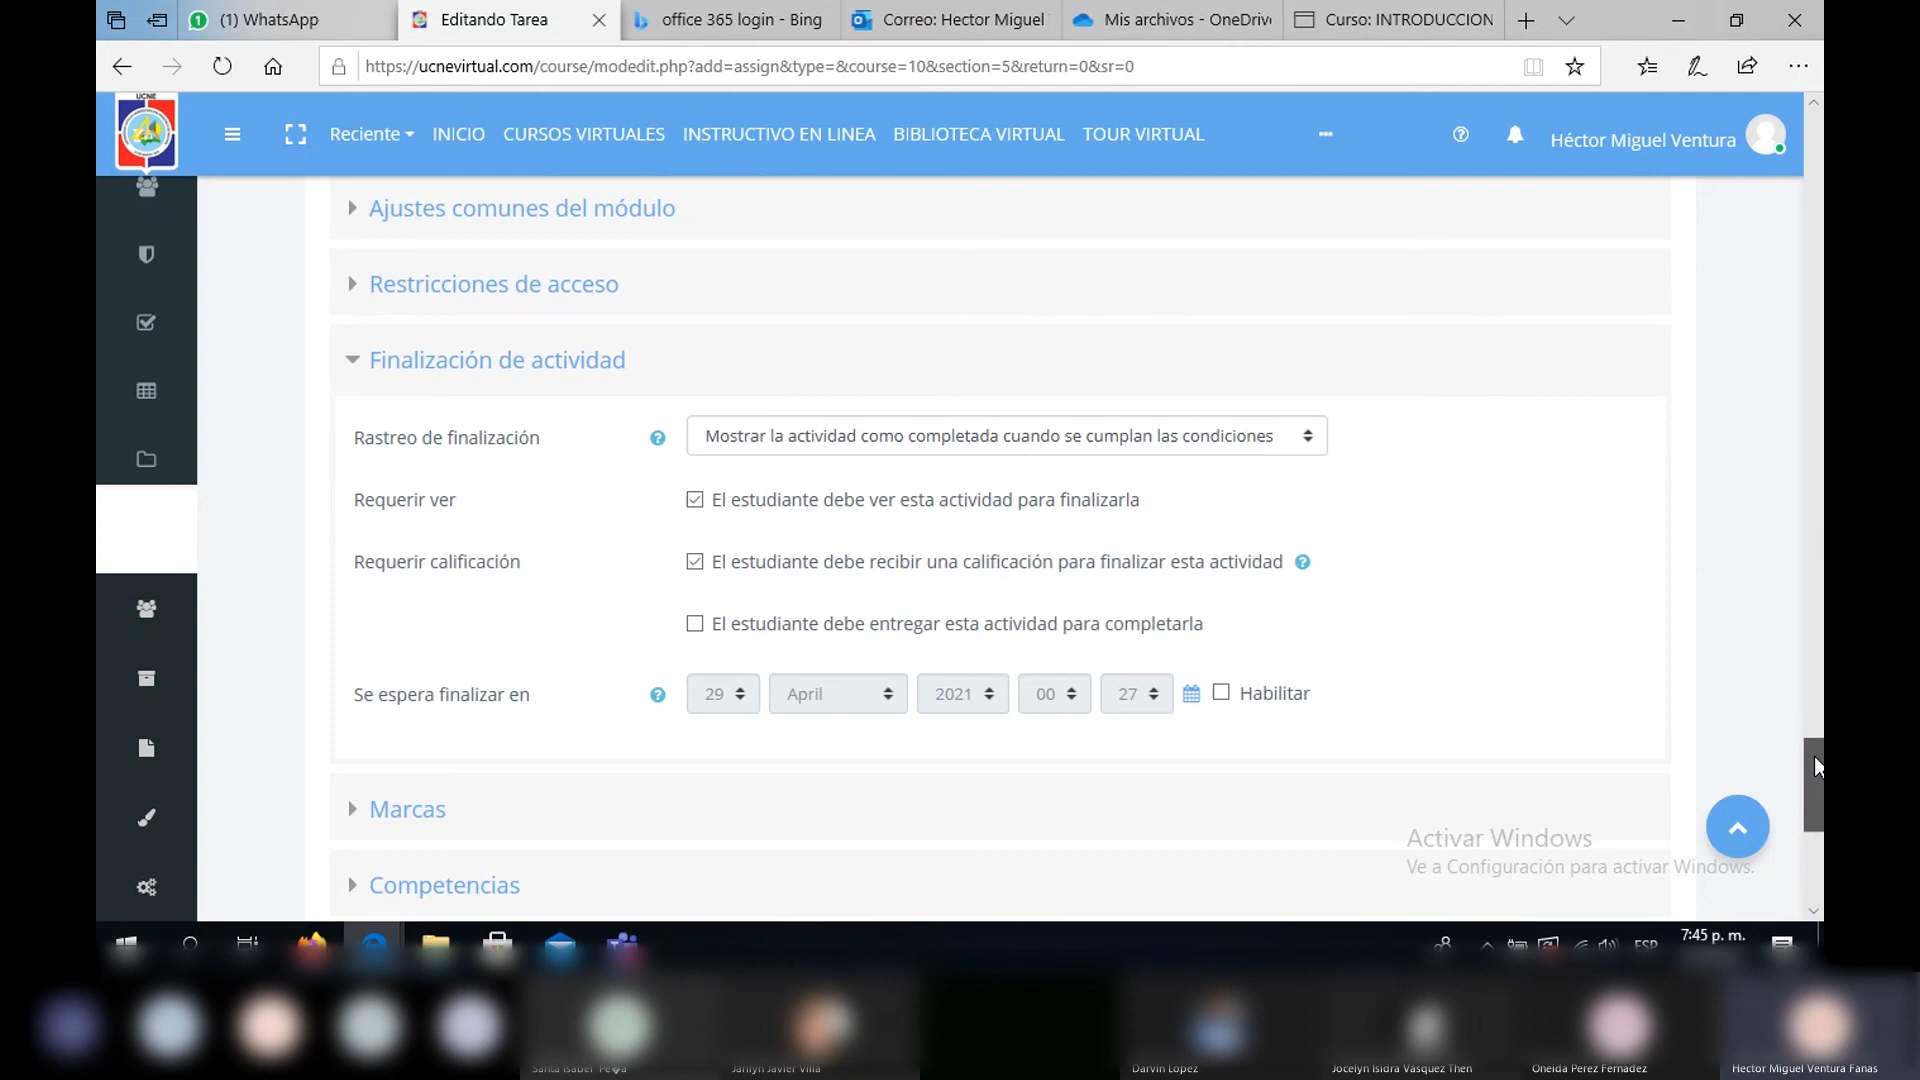 (1) WhatsApp
Editando Tarea
office 365 login - Bing
Correo: Hector Miguel
Mis archivos - OneDrive
Curso: INTRODUCCION
https://ucnevirtual.com/course/modedit.php?add=assign&type=&course=10&section=5&return=0&sr=0
UCNE
Reciente
INICIO
CURSOS VIRTUALES
INSTRUCTIVO EN LINEA
BIBLIOTECA VIRTUAL
TOUR VIRTUAL
Héctor Miguel Ventura
Ajustes comunes del módulo
Restricciones de acceso
Finalización de actividad
Rastreo de finalización
Mostrar la actividad como completada cuando se cumplan las condiciones
Requerir ver
El estudiante debe ver esta actividad para finalizarla
Requerir calificación
El estudiante debe recibir una calificación para finalizar esta actividad
El estudiante debe entregar esta actividad para completarla
Se espera finalizar en
29 April 2021 00 27
Habilitar
Marcas
Activar Windows
Ve a Configuración para activar Windows.
Competencias
7:45 p. m.
ESP
Santa Isabel
Jarilyn Javier Villa
Darvin Lopez
Jocelyn Isidra Vasquez Then
Oneida Perez Fernadez
Hector Miguel Ventura Fanas